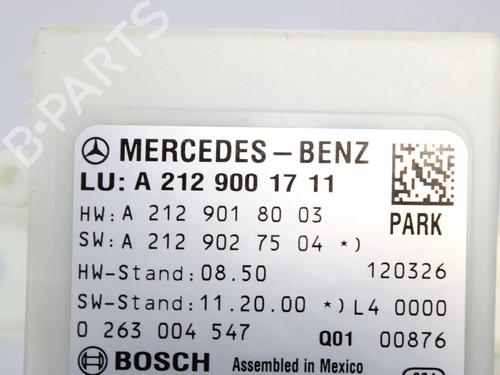 B-PARTS
MERCEDES-BENZ
LU: A 212 900 17 11
HW: A 212 901 80 03
PARK
SW: A 212 902 75 04 *)
HW-Stand: 08.50 120326
SW-Stand: 11.20.00 *) L4 0000
0 263 004 547 Q01 00876
BOSCH Assembled in Mexico